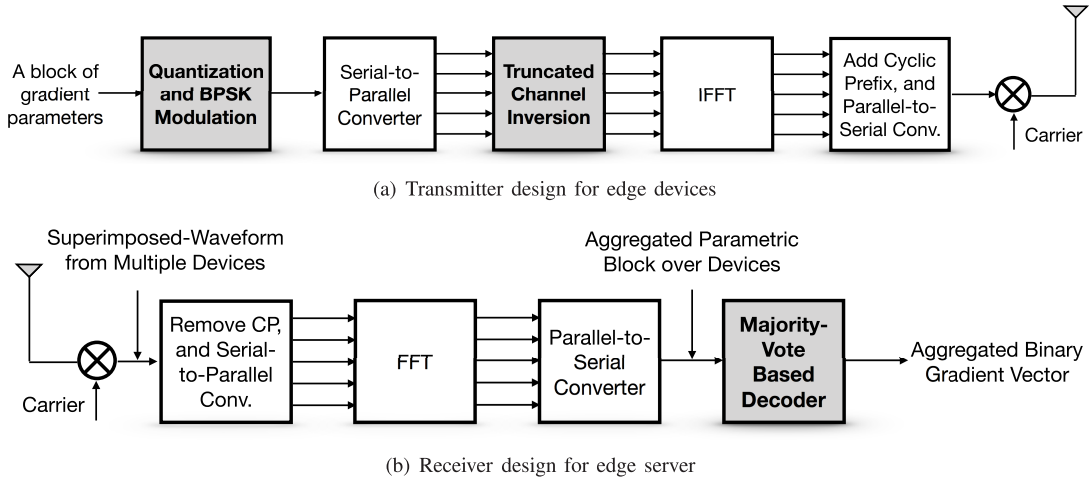 A block of
gradient
parameters
Quantization
and BPSK
Modulation
Serial-to-
Parallel
Converter
Truncated
Channel
Inversion
IFFT
Add Cyclic
Prefix, and
Parallel-to-
Serial Conv.
Carrier
(a) Transmitter design for edge devices
Superimposed-Waveform
from Multiple Devices
Carrier
Remove CP,
and Serial-
to-Parallel
Conv.
FFT
Parallel-to-
Serial
Converter
Aggregated Parametric
Block over Devices
Majority-
Vote
Based
Decoder
Aggregated Binary
Gradient Vector
(b) Receiver design for edge server